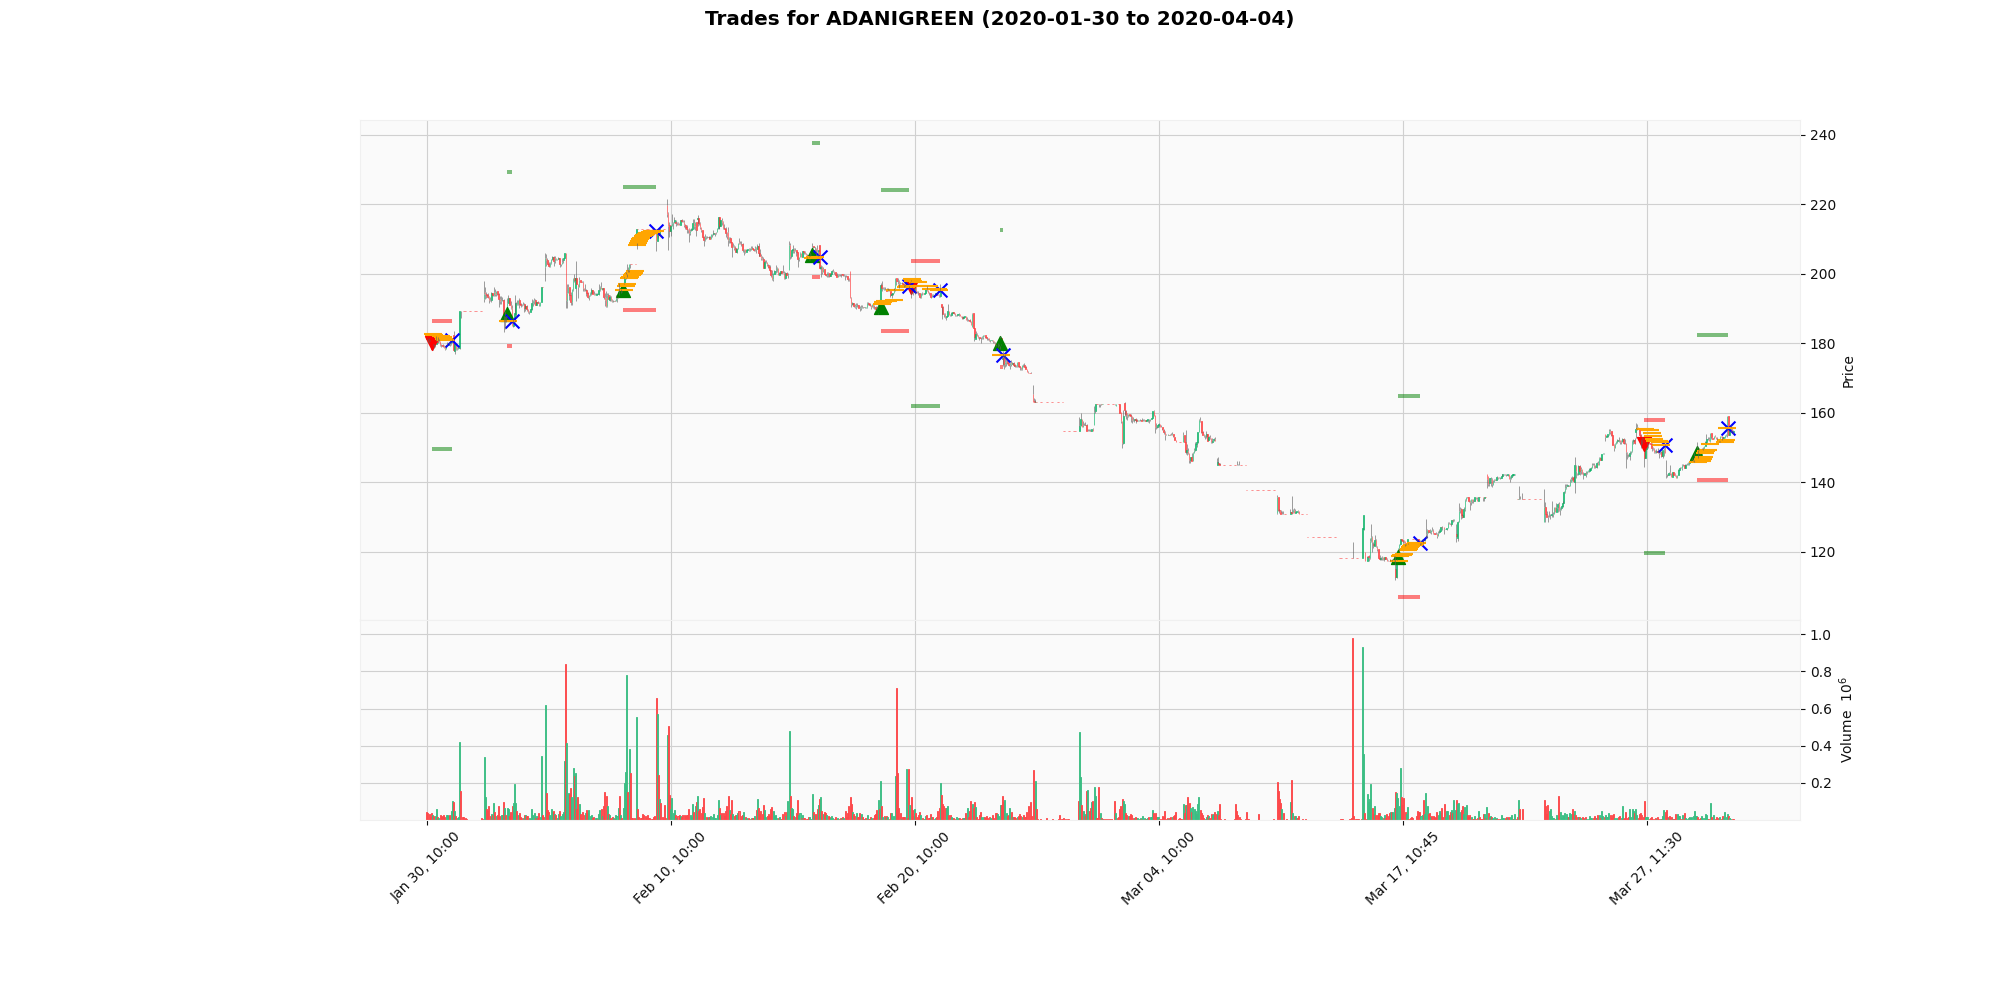 Trades for ADANIGREEN (2020-01-30 to 2020-04-04)
240
220
200
180
160
140
120
Price
1.0
0.8
0.6
0.4
0.2
Volume 10^6
Jan 30, 10:00
Feb 10, 10:00
Feb 20, 10:00
Mar 04, 10:00
Mar 17, 10:45
Mar 27, 11:30